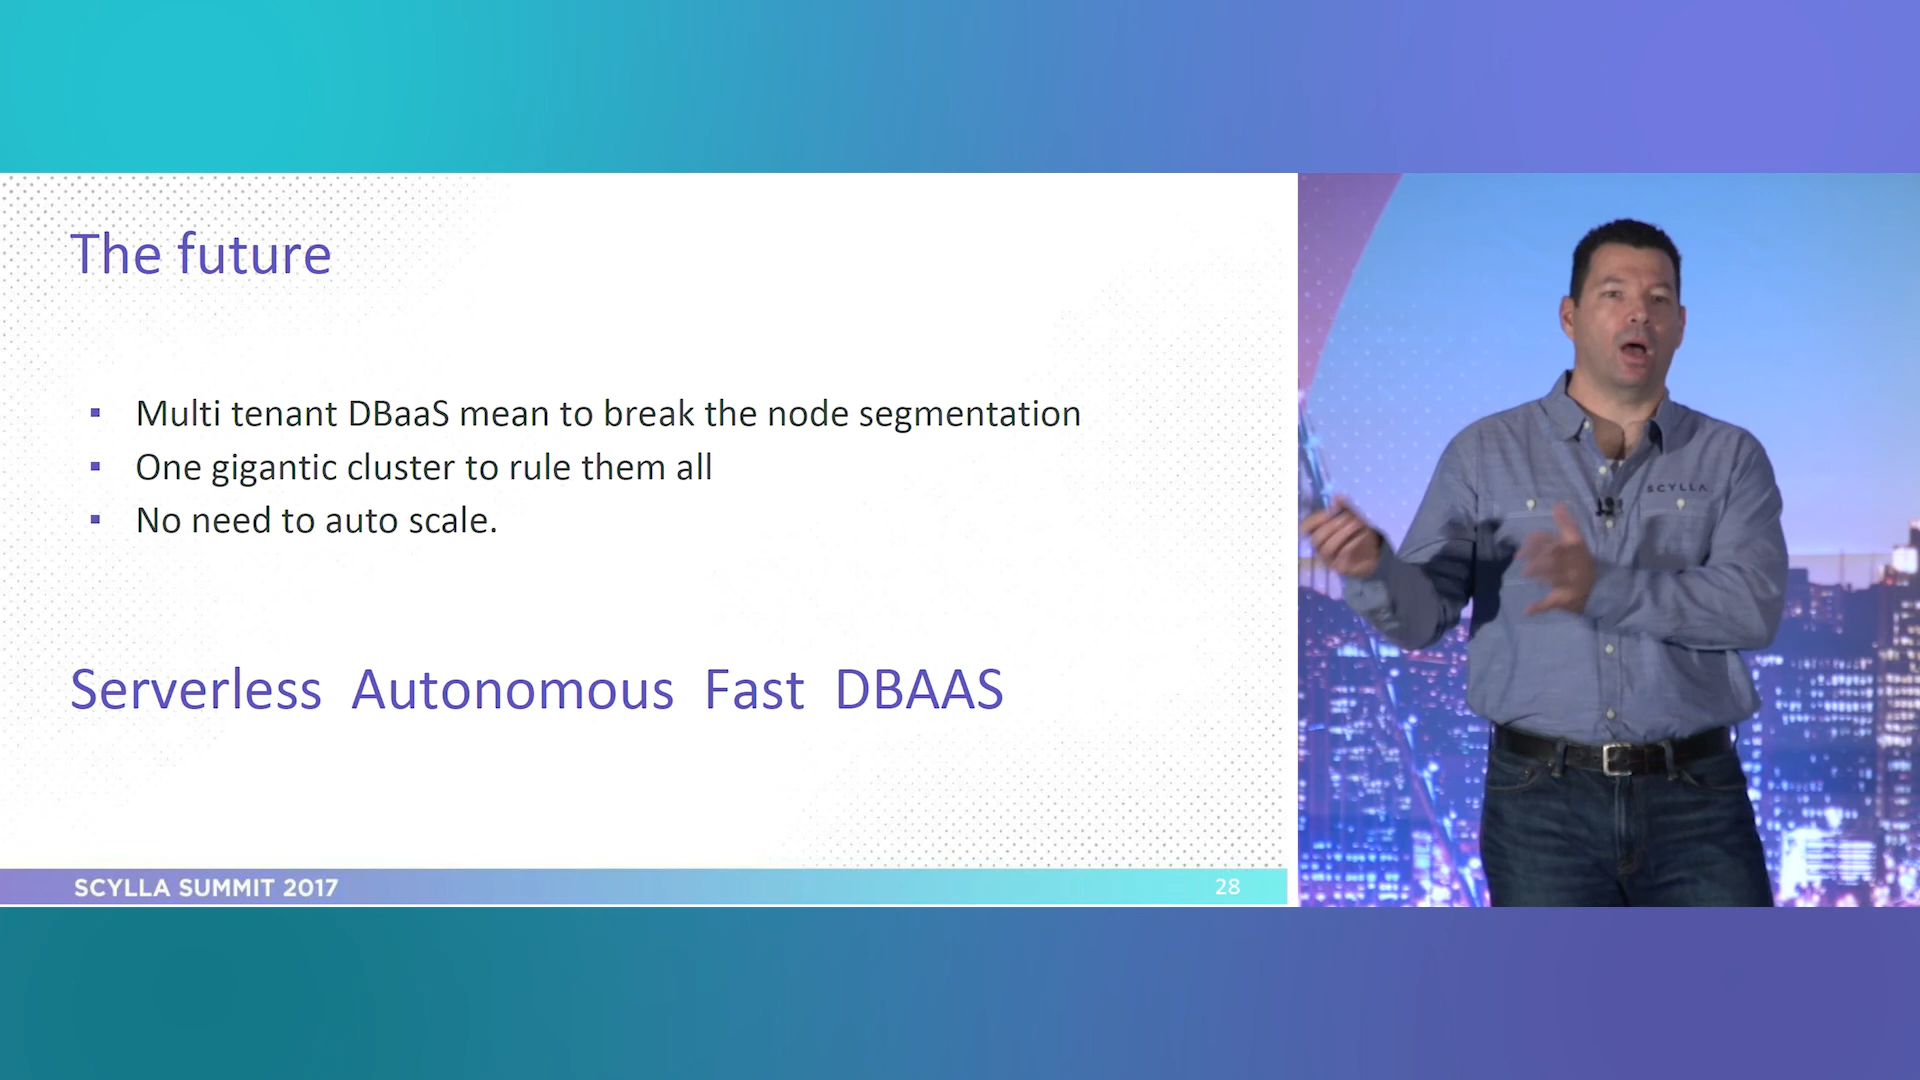 The future
Multi tenant DBaaS mean to break the node segmentation
One gigantic cluster to rule them all
No need to auto scale.
Serverless Autonomous Fast DBAAS
SCYLLA SUMMIT 2017
28
SCYLLA